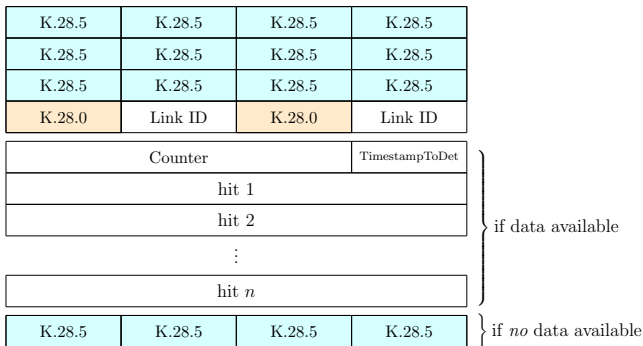 K.28.5 K.28.5 K.28.5 K.28.5
K.28.5 K.28.5 K.28.5 K.28.5
K.28.5 K.28.5 K.28.5 K.28.5
K.28.0 Link ID K.28.0 Link ID
Counter TimestampToDet
hit 1
hit 2
if data available
⋮
hit n
K.28.5 K.28.5 K.28.5 K.28.5 if no data available